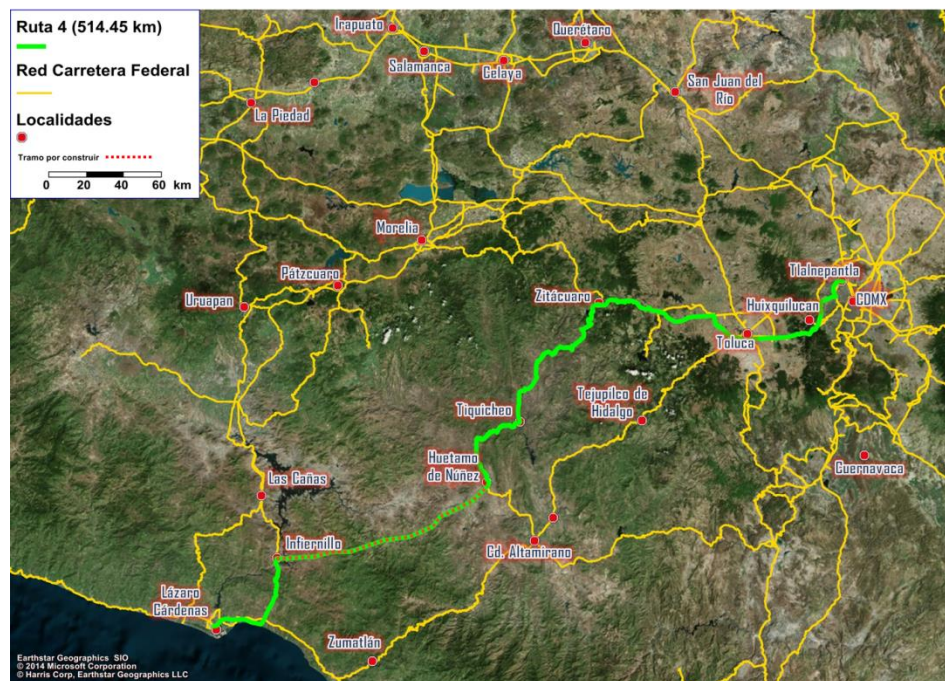 Ruta 4 (514.45 km)
Red Carretera Federal
Localidades
Tramo por construir
0 20 40 60 km
Irapuato
Querétaro
Salamanca
Celaya
San Juan del
Río
La Piedad
Morelia
Tlalnepantla
Pátzcuaro
Zitácuaro
CDMX
Uruapan
Huixquilucan
Toluca
Tiquicheo
Tejupilco de
Hidalgo
Huetamo
de Núñez
Cuernavaca
Las Cañas
Infiernillo
Cd. Altamirano
Lázaro
Cárdenas
Zumatlán
Earthstar Geographics SIO
© 2014 Microsoft Corporation
© Harris Corp, Earthstar Geographics LLC